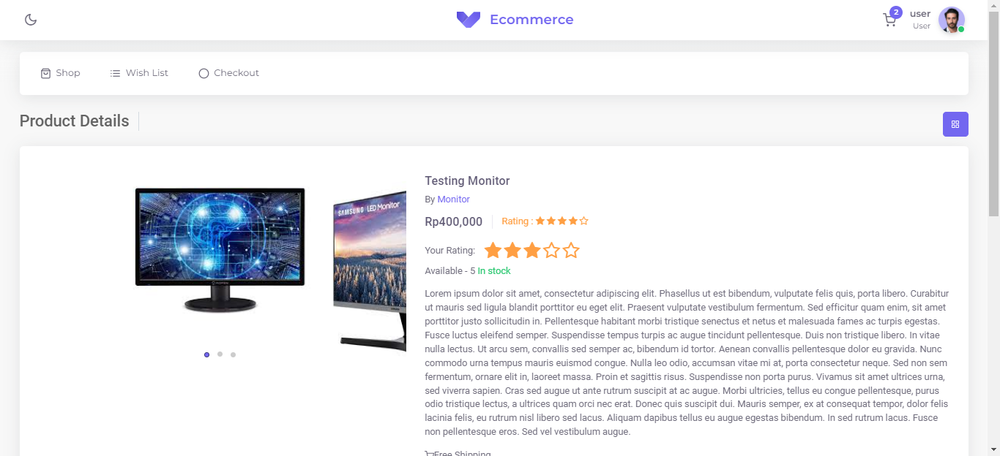 Ecommerce
2
user
User
Shop
Wish List
Checkout
Product Details
SAMSUNG LED Monitor
Testing Monitor
By Monitor
Rp400,000
Rating :
Your Rating:
Available - 5 In stock
Lorem ipsum dolor sit amet, consectetur adipiscing elit. Phasellus ut est bibendum, vulputate felis quis, porta libero. Curabitur
ut mauris sed ligula blandit porttitor eu eget elit. Praesent vulputate vestibulum fermentum. Sed efficitur quam enim, sit amet
porttitor justo sollicitudin in. Pellentesque habitant morbi tristique senectus et netus et malesuada fames ac turpis egestas.
Fusce luctus eleifend semper. Suspendisse tempus turpis ac augue tincidunt pellentesque. Duis non tristique libero. In vitae
nulla lectus. Ut arcu sem, convallis sed semper ac, bibendum id tortor. Aenean convallis pellentesque dolor eu gravida. Nunc
commodo urna tempus mauris euismod congue. Nulla leo odio, accumsan vitae mi at, porta consectetur neque. Sed non sem
fermentum, ornare elit in, laoreet massa. Proin et sagittis risus. Suspendisse non porta purus. Vivamus sit amet ultrices urna,
sed viverra sapien. Cras sed augue ut ante rutrum suscipit at ac augue. Morbi ultricies, tellus eu congue pellentesque, purus
odio tristique lectus, a ultrices quam orci nec erat. Donec quis suscipit dui. Mauris semper, ex at consequat tempor, dolor felis
lacinia felis, eu rutrum nisl libero sed lacus. Aliquam dapibus tellus eu augue egestas bibendum. In sed rutrum lacus. Fusce
non pellentesque eros. Sed vel vestibulum augue.
Free Shipping